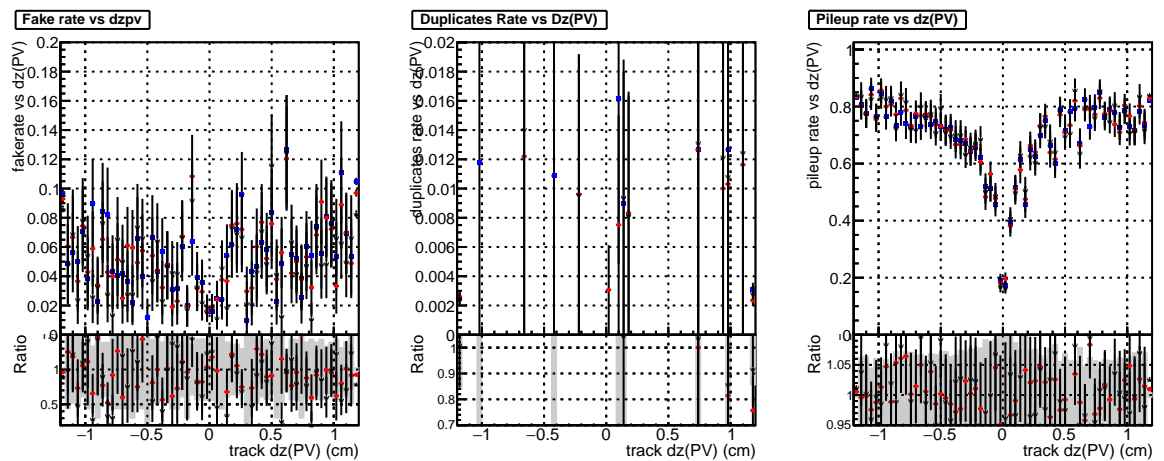 Fake rate vs dzpv
fakerate vs dz(PV)
0.2
0.18
0.16
0.14
0.12
0.1
0.08
0.06
0.04
0.02
0
Ratio
1
0.5
−1 −0.5 0 0.5 1
track dz(PV) (cm)
Duplicates Rate vs Dz(PV)
duplicates rate vs dz(PV)
0.02
0.018
0.016
0.014
0.012
0.01
0.008
0.006
0.004
0.002
0
Ratio
1
0.9
0.8
0.7
−1 −0.5 0 0.5 1
track dz(PV) (cm)
Pileup rate vs dz(PV)
pileup rate vs dz(PV)
1
0.8
0.6
0.4
0.2
0
Ratio
1.05
1
0.95
−1 −0.5 0 0.5 1
track dz(PV) (cm)